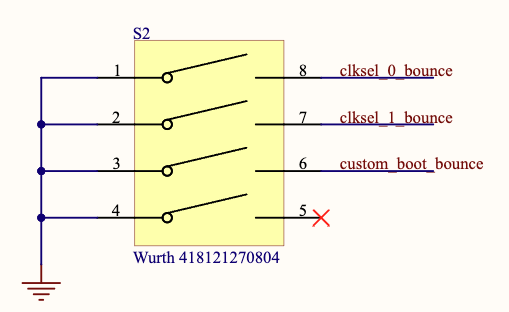 S2
1 8 clksel_0_bounce
2 7 clksel_1_bounce
3 6 custom_boot_bounce
4 5
Wurth 418121270804